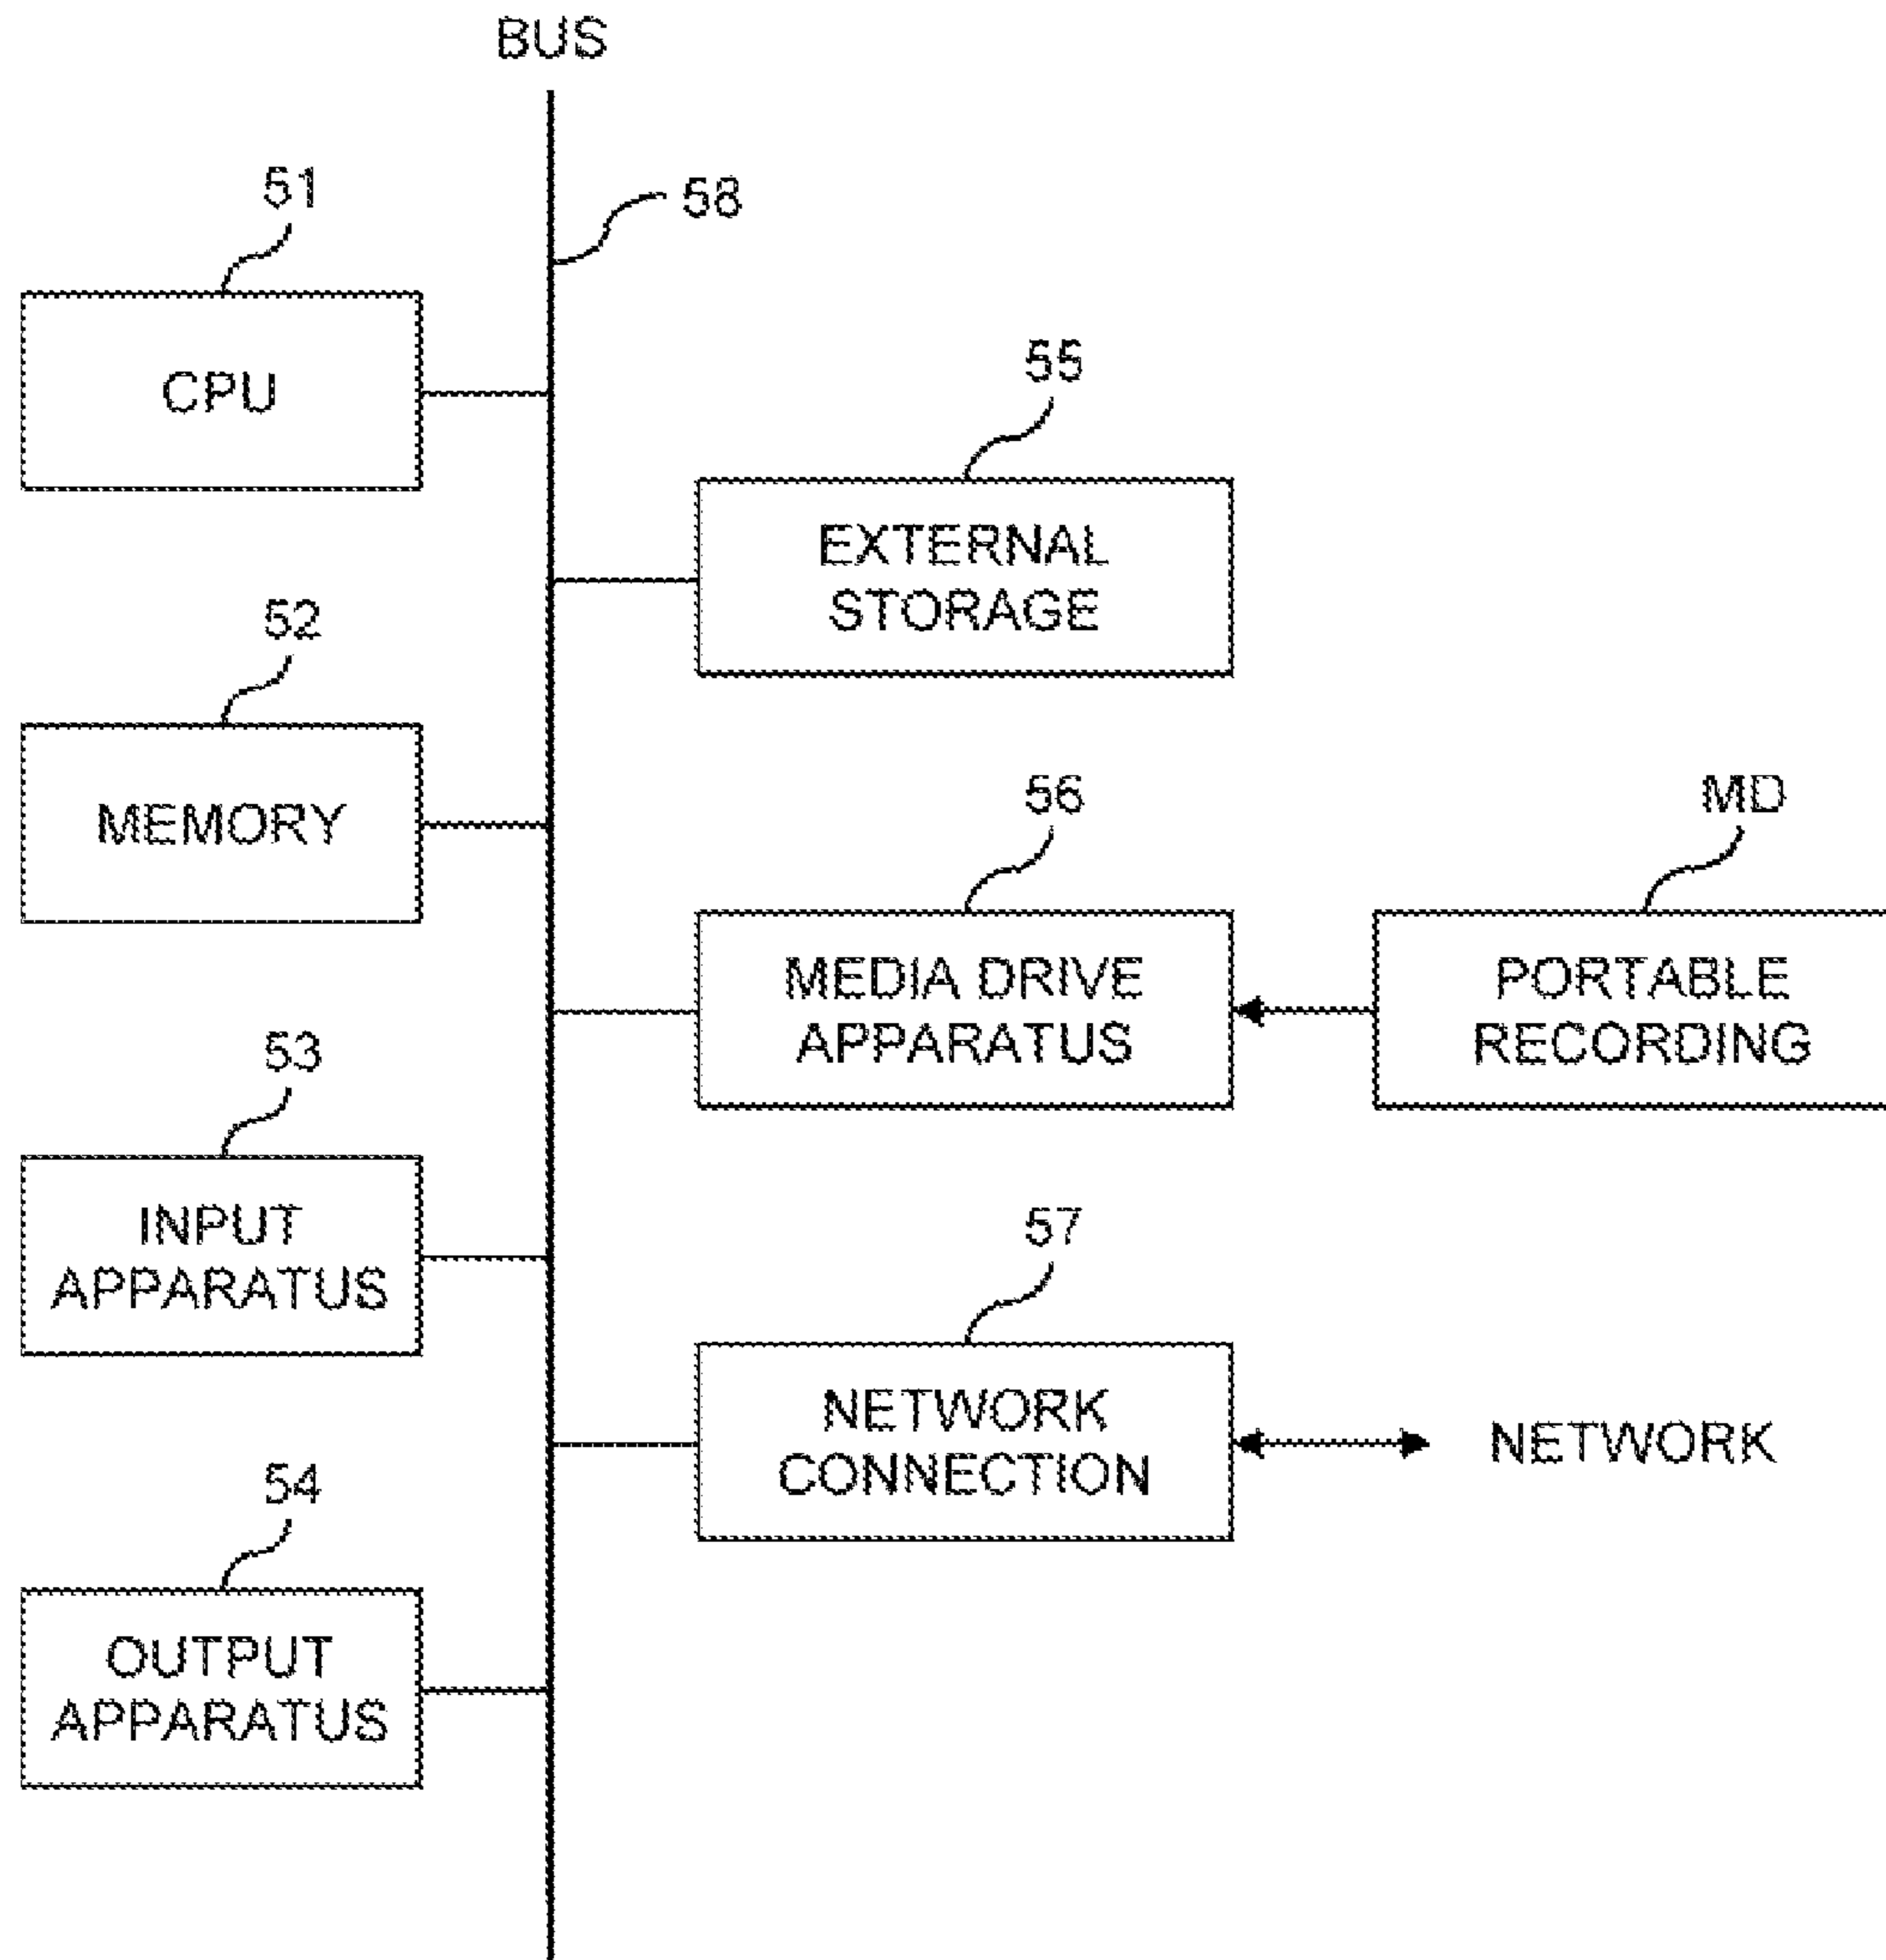 BUS
51
58
CPU
55
EXTERNAL
STORAGE
52
MEMORY
56
MD
MEDIA DRIVE
APPARATUS
PORTABLE
RECORDING
53
INPUT
APPARATUS
57
NETWORK
CONNECTION
NETWORK
54
OUTPUT
APPARATUS